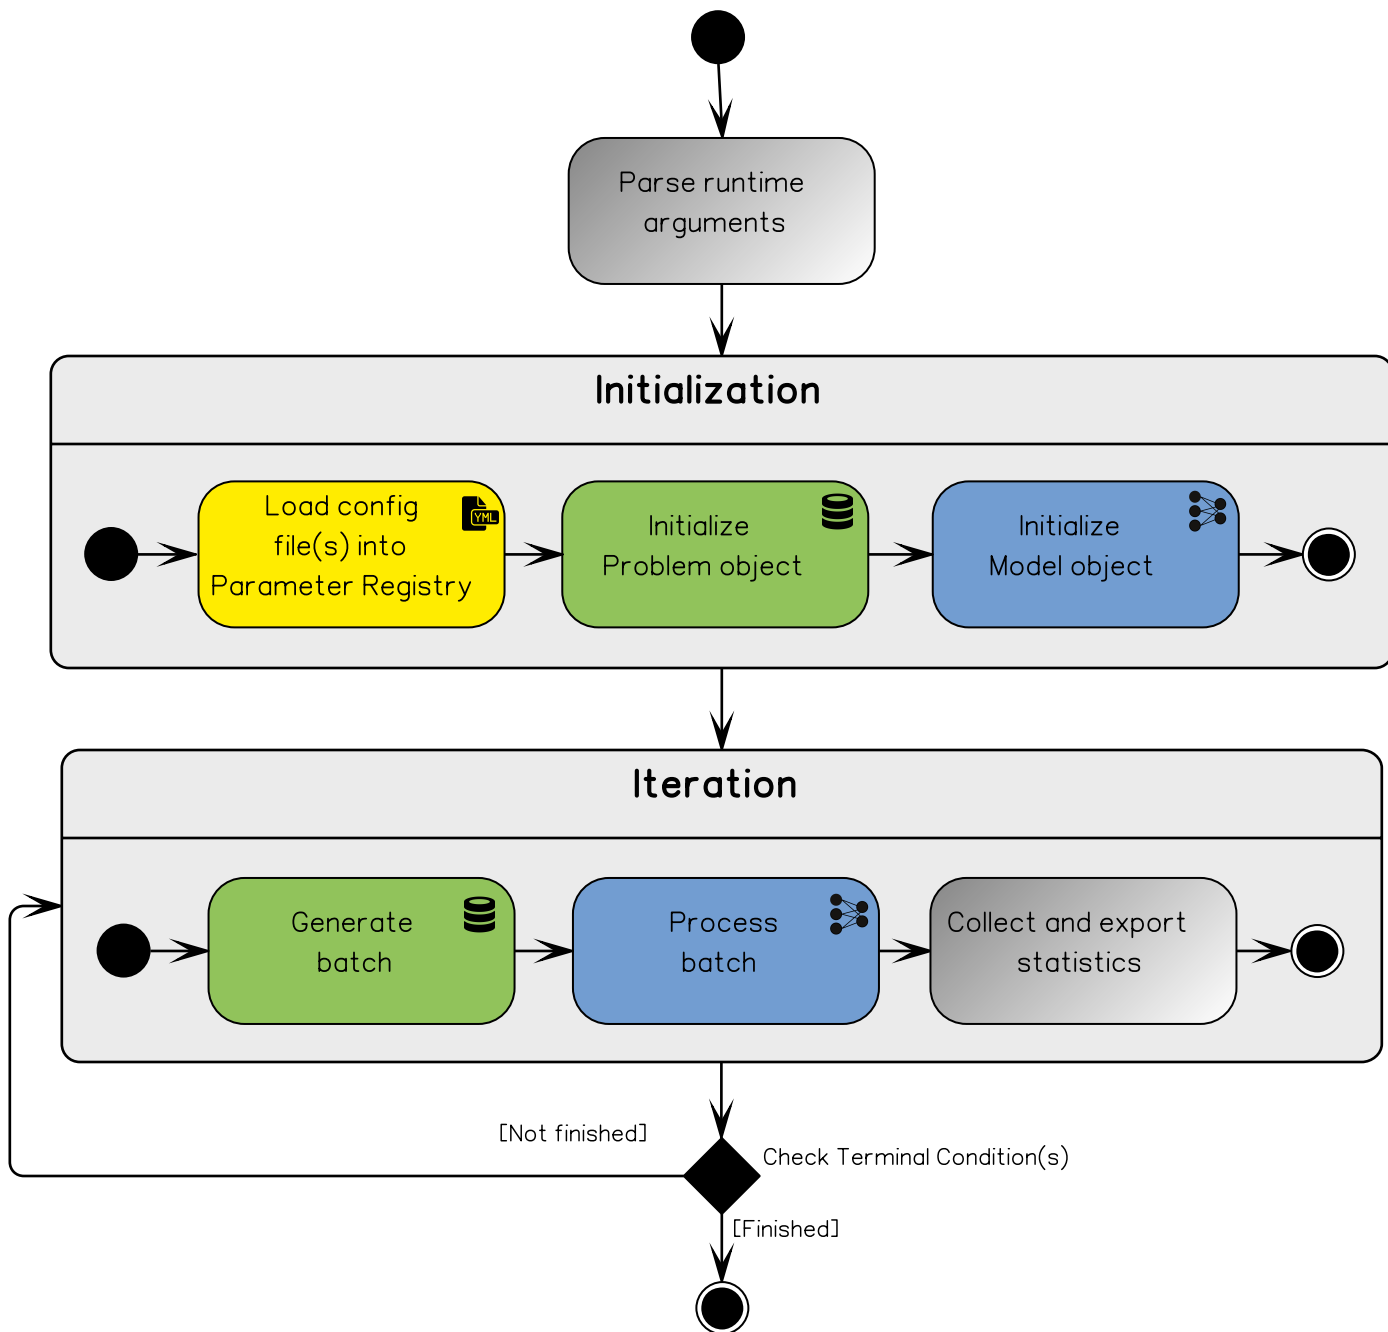 Parse runtime
arguments
Initialization
Load config
file(s) into
Parameter Registry
YML
Initialize
Problem object
Initialize
Model object
Iteration
Generate
batch
Process
batch
Collect and export
statistics
[Not finished]
Check Terminal Condition(s)
[Finished]